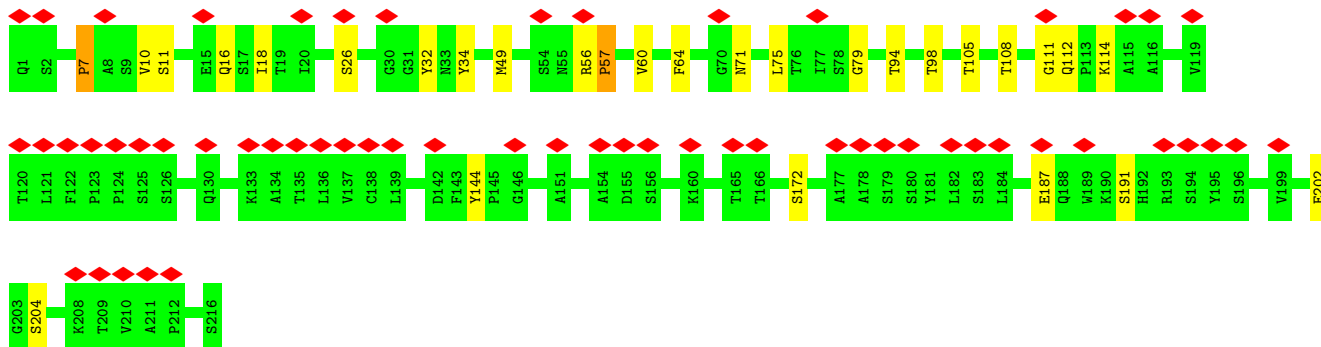 Q1 S2 P7 A8 S9 V10 S11 E15 Q16 S17 I18 T19 I20 S26 G30 G31 Y32 N33 Y34 M49 S54 N55 R56 P57 V60 F64 G70 N71 L75 T76 I77 S78 G79 T94 T98 T105 T108 G111 Q112 P113 K114 A115 A116 V119
T120 L121 F122 P123 P124 S125 S126 Q130 K133 A134 T135 L136 V137 C138 L139 D142 F143 Y144 P145 G146 A151 A154 D155 S156 K160 T165 T166 S172 A177 A178 S179 S180 Y181 L182 S183 L184 E187 Q188 W189 K190 S191 H192 R193 S194 Y195 S196 V199 E202
G203 S204 K208 T209 V210 A211 P212 S216